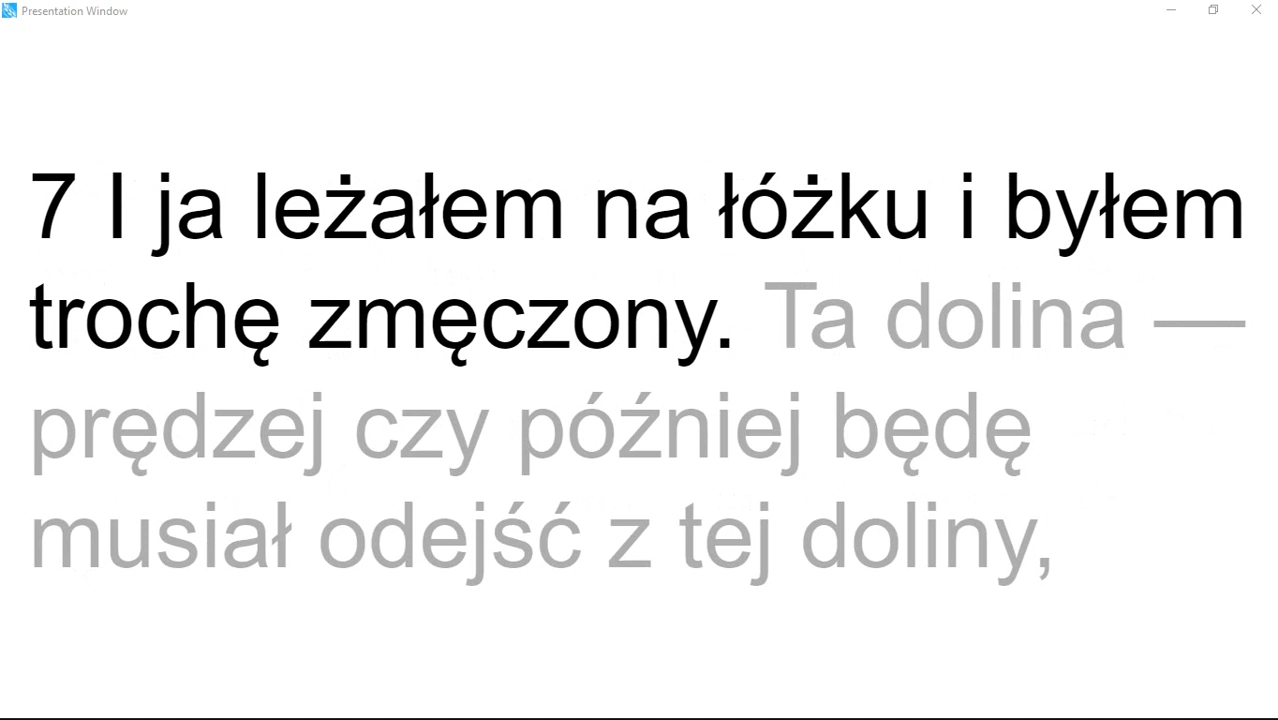 Presentation Window
7 I ja leżałem na łóżku i byłem
trochę zmęczony. Ta dolina —
prędzej czy później będę
musiał odejść z tej doliny,